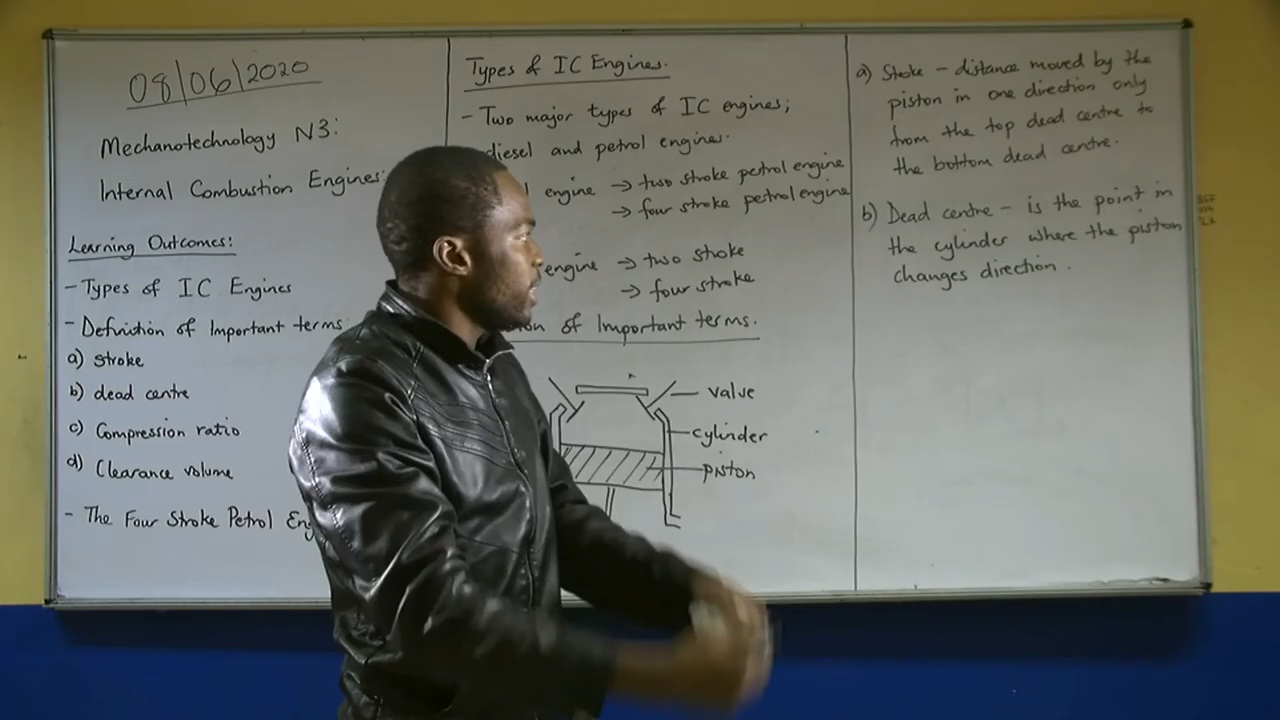 08/06/2020
Mechanotechnology N3:
Internal Combustion Engines:
Learning Outcomes:
- Types of IC Engines
- Definition of Important terms
a) stroke
b) dead centre
c) Compression ratio
d) Clearance volume
- The Four Stroke Petrol Eng
Types of IC Engines.
- Two major types of IC engines;
diesel and petrol engines.
engine → two stroke pestrol engine
→ four stroke pestrol engine
engine → two stroke
→ four stroke
ion of Important terms.
valve
cylinder
piston
a) Stroke - distance moved by the
piston in one direction only
from the top dead centre to
the bottom dead centre.
b) Dead centre - is the point in
the cylinder where the piston
changes direction.